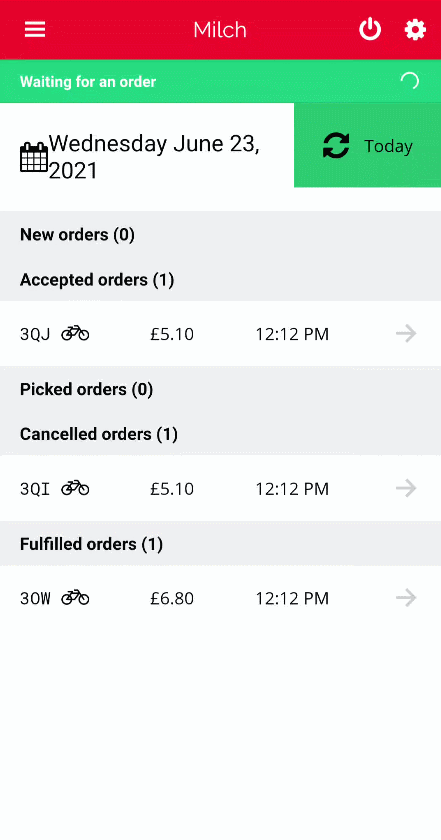 Milch
Waiting for an order
Wednesday June 23,
2021
Today
New orders (0)
Accepted orders (1)
3QJ £5.10 12:12 PM
Picked orders (0)
Cancelled orders (1)
3QI £5.10 12:12 PM
Fulfilled orders (1)
3OW £6.80 12:12 PM